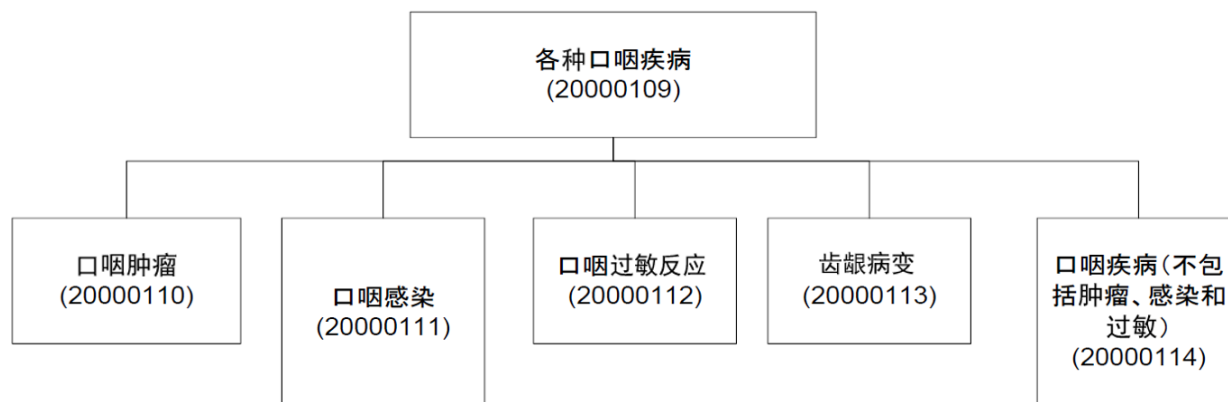 各种口咽疾病
(20000109)
口咽肿瘤
(20000110)
口咽感染
(20000111)
口咽过敏反应
(20000112)
齿龈病变
(20000113)
口咽疾病(不包
括肿瘤、感染和
过敏)
(20000114)